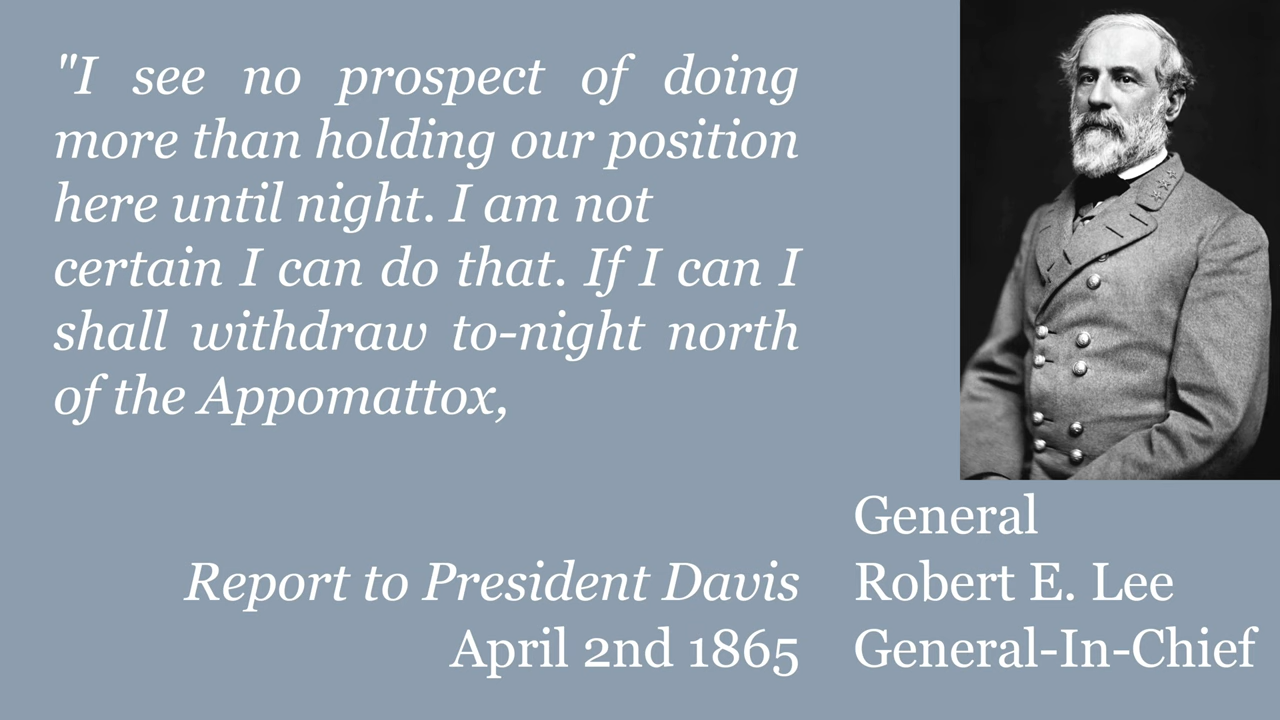 "I see no prospect of doing
more than holding our position
here until night. I am not
certain I can do that. If I can I
shall withdraw to-night north
of the Appomattox,
Report to President Davis
April 2nd 1865
General
Robert E. Lee
General-In-Chief